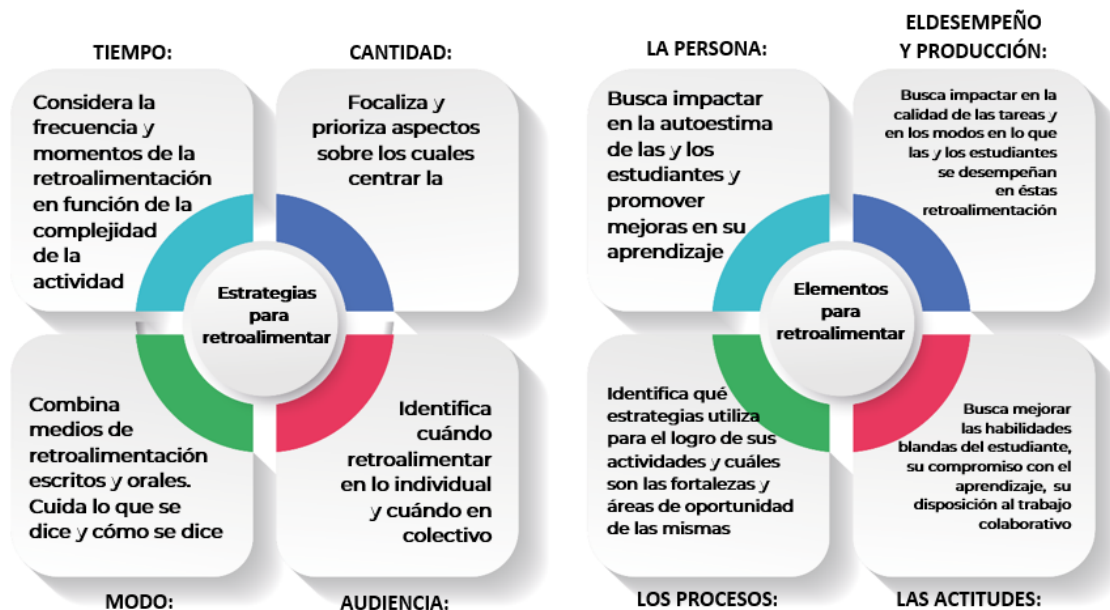 TIEMPO:
Considera la
frecuencia y
momentos de la
retroalimentación
en función de la
complejidad
de la
actividad
CANTIDAD:
Focaliza y
prioriza aspectos
sobre los cuales
centrar la
Estrategias
para
retroalimentar
Combina
medios de
retroalimentación
escritos y orales.
Cuida lo que se
dice y cómo se dice
MODO:
Identifica
cuándo
retroalimentar
en lo individual
y cuándo en
colectivo
AUDIENCIA:
LA PERSONA:
Busca impactar
en la autoestima
de las y los
estudiantes y
promover
mejoras en su
aprendizaje
ELDESEMPEÑO
Y PRODUCCIÓN:
Busca impactar en la
calidad de las tareas y
en los modos en lo que
las y los estudiantes
se desempeñan
en éstas
retroalimentación
Elementos
para
retroalimentar
Identifica qué
estrategias utiliza
para el logro de sus
actividades y cuáles
son las fortalezas y
áreas de oportunidad
de las mismas
LOS PROCESOS:
Busca mejorar
las habilidades
blandas del estudiante,
su compromiso con el
aprendizaje, su
disposición al trabajo
colaborativo
LAS ACTITUDES: